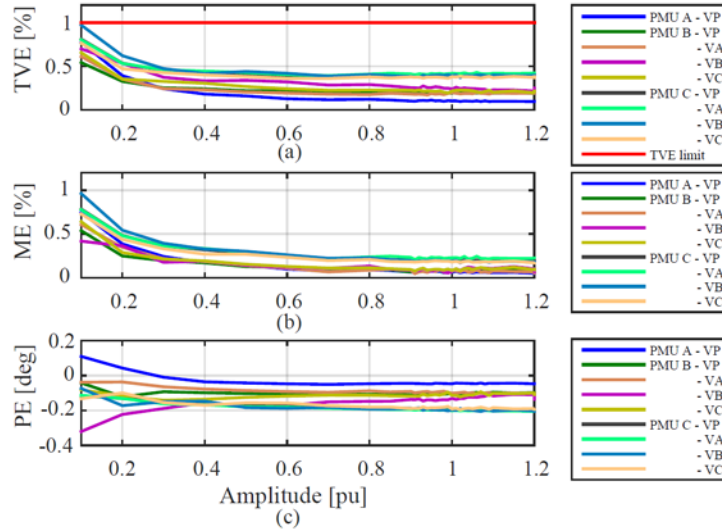 TVE [%]
1
0.5
0
0.2
0.4
0.6
0.8
1
1.2
(a)
PMU A - VP
PMU B - VP
- VA
- VB
- VC
PMU C - VP
- VA
- VB
- VC
TVE limit
ME [%]
1
0.5
0
0.2
0.4
0.6
0.8
1
1.2
(b)
PMU A - VP
PMU B - VP
- VA
- VB
- VC
PMU C - VP
- VA
- VB
- VC
PE [deg]
0.2
0
-0.2
-0.4
0.2
0.4
0.6
0.8
1
1.2
Amplitude [pu]
(c)
PMU A - VP
PMU B - VP
- VA
- VB
- VC
PMU C - VP
- VA
- VB
- VC